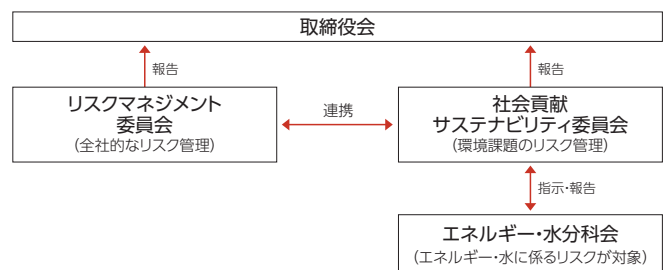 取締役会
報告
報告
リスクマネジメント
委員会
(全社的なリスク管理)
連携
社会貢献
サステナビリティ委員会
(環境課題のリスク管理)
指示・報告
エネルギー・水分科会
(エネルギー・水に係るリスクが対象)